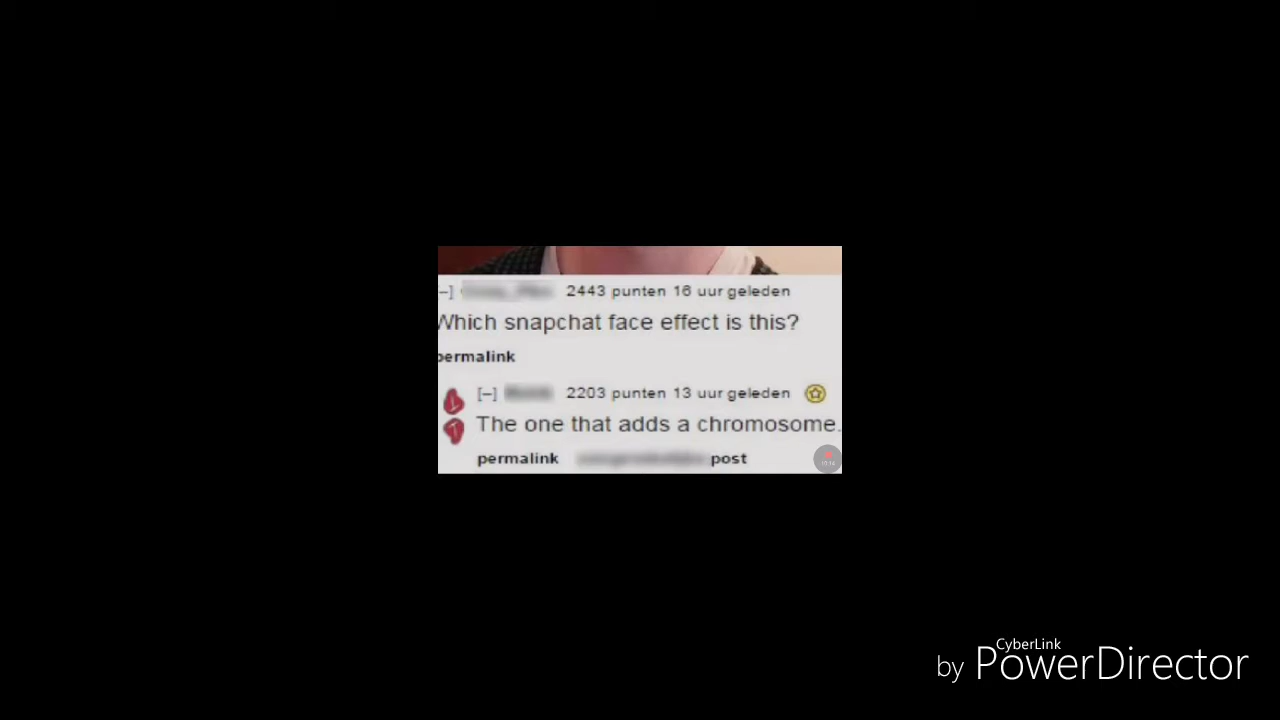 [–] 2443 punten 16 uur geleden
Which snapchat face effect is this?
permalink
[–] 2203 punten 13 uur geleden
The one that adds a chromosome.
permalink post
CyberLink
by PowerDirector